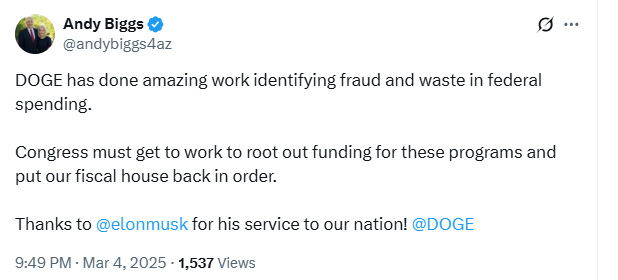 Andy Biggs
@andybiggs4az
DOGE has done amazing work identifying fraud and waste in federal
spending.
Congress must get to work to root out funding for these programs and
put our fiscal house back in order.
Thanks to @elonmusk for his service to our nation! @DOGE
9:49 PM · Mar 4, 2025 · 1,537 Views